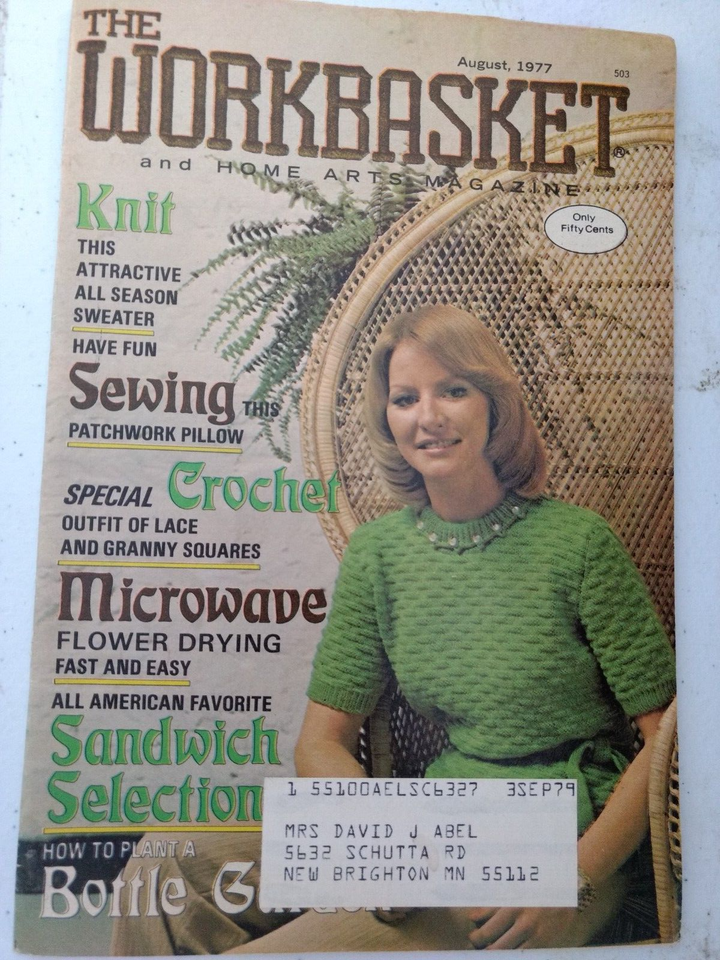 THE
WORKBASKET®
August, 1977
503
and HOME ARTS MAGAZINE
Only
Fifty Cents
Knit
THIS
ATTRACTIVE
ALL SEASON
SWEATER
HAVE FUN
Sewing THIS
PATCHWORK PILLOW
SPECIAL Crochet
OUTFIT OF LACE
AND GRANNY SQUARES
Microwave
FLOWER DRYING
FAST AND EASY
ALL AMERICAN FAVORITE
Sandwich
Selection
1 55100AELSC6327 3SEP79
MRS DAVID J ABEL
5632 SCHUTTA RD
NEW BRIGHTON MN 55112
HOW TO PLANT A
Bottle Garden